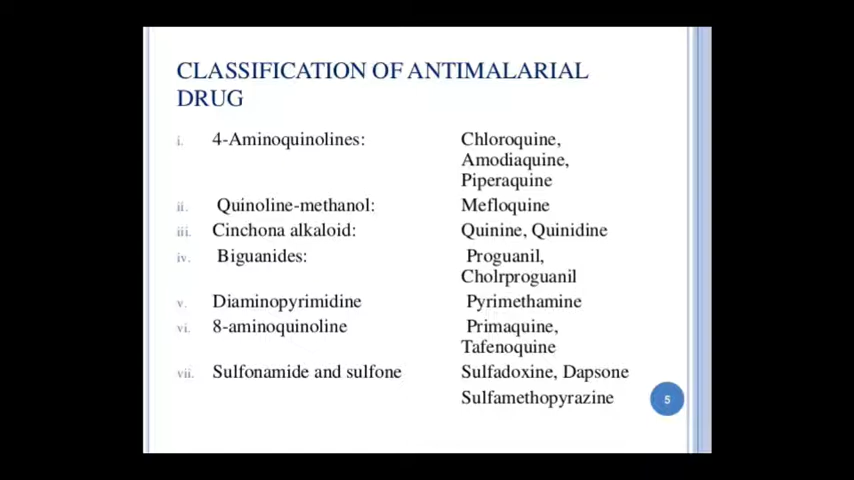 CLASSIFICATION OF ANTIMALARIAL
DRUG
i. 4-Aminoquinolines: Chloroquine,
Amodiaquine,
Piperaquine
ii. Quinoline-methanol: Mefloquine
iii. Cinchona alkaloid: Quinine, Quinidine
iv. Biguanides: Proguanil,
Cholrproguanil
v. Diaminopyrimidine Pyrimethamine
vi. 8-aminoquinoline Primaquine,
Tafenoquine
vii. Sulfonamide and sulfone Sulfadoxine, Dapsone
Sulfamethopyrazine
5